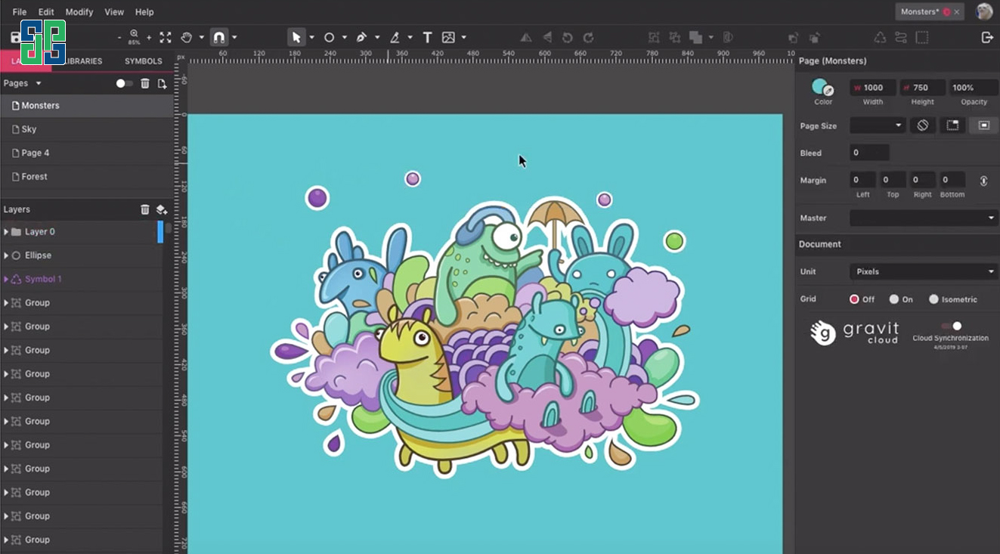 File Edit Modify View Help
Monsters*
- 85% +
T
LIBRARIES SYMBOLS
px 60 120 180 240 300 360 420 480 540 600 660 720 780 840 900 960 10
Page (Monsters)
Pages
W 1000 H 750 100%
Color Width Height Opacity
Monsters
Sky
Page 4
Forest
Page Size
Bleed 0
Margin 0 0 0 0
Left Top Right Bottom
Layers
Master
Layer 0
Ellipse
Symbol 1
Group
Group
Group
Group
Group
Group
Group
Group
Group
Group
Group
Document
Unit Pixels
Grid Off On Isometric
gravit
cloud
Cloud Synchronization
4/5/2019 3:07
60
0
60
120
180
240
300
360
420
480
540
600
660
720